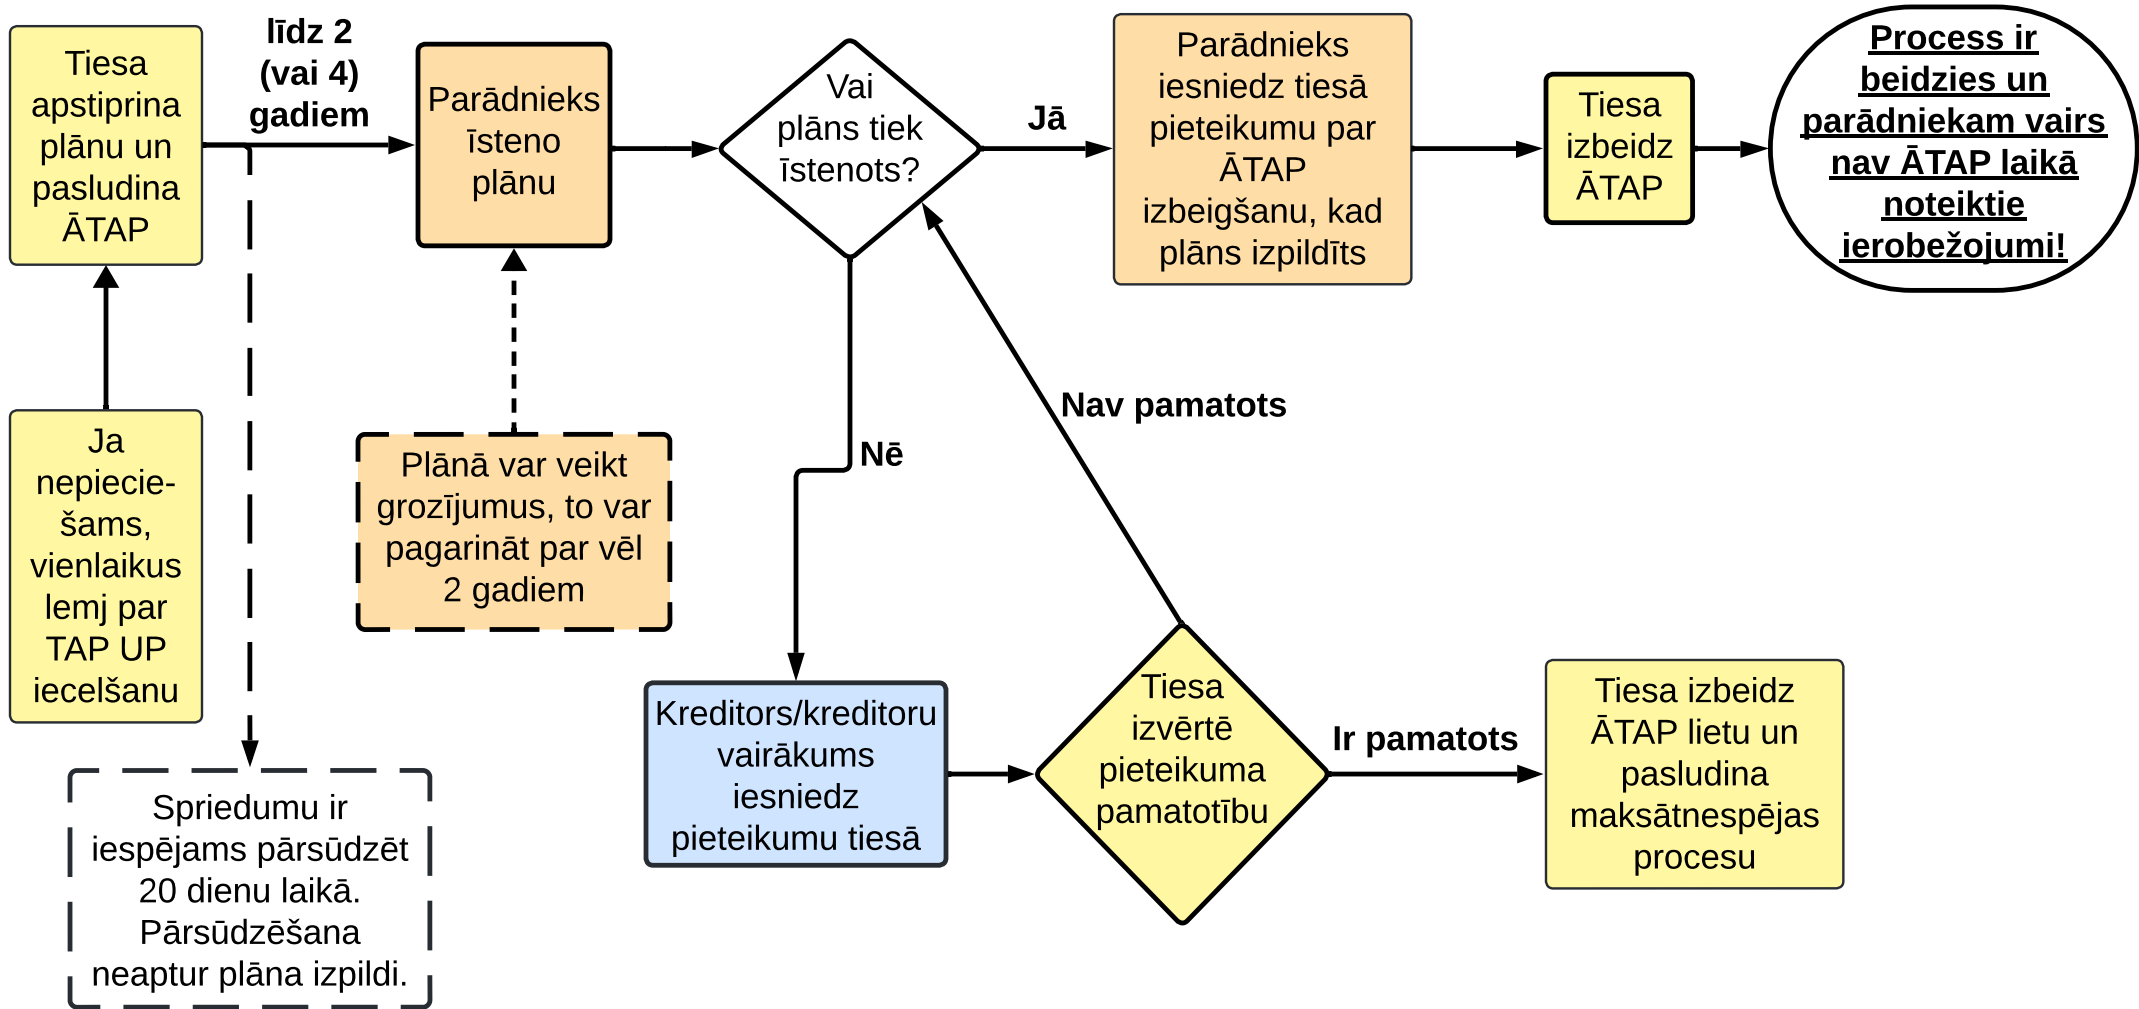 Tiesa
apstiprina
plānu un
pasludina
ĀTAP
līdz 2
(vai 4)
gadiem
Parādnieks
īsteno
plānu
Vai
plāns tiek
īstenots?
Jā
Parādnieks
iesniedz tiesā
pieteikumu par
ĀTAP
izbeigšanu, kad
plāns izpildīts
Tiesa
izbeidz
ĀTAP
Process ir
beidzies un
parādniekam vairs
nav ĀTAP laikā
noteiktie
ierobežojumi!
Ja
nepiecie-
šams,
vienlaikus
lemj par
TAP UP
iecelšanu
Plānā var veikt
grozījumus, to var
pagarināt par vēl
2 gadiem
Nē
Nav pamatots
Kreditors/kreditoru
vairākums
iesniedz
pieteikumu tiesā
Tiesa
izvērtē
pieteikuma
pamatotību
Ir pamatots
Tiesa izbeidz
ĀTAP lietu un
pasludina
maksātnespējas
procesu
Spriedumu ir
iespējams pārsūdzēt
20 dienu laikā.
Pārsūdzēšana
neaptur plāna izpildi.